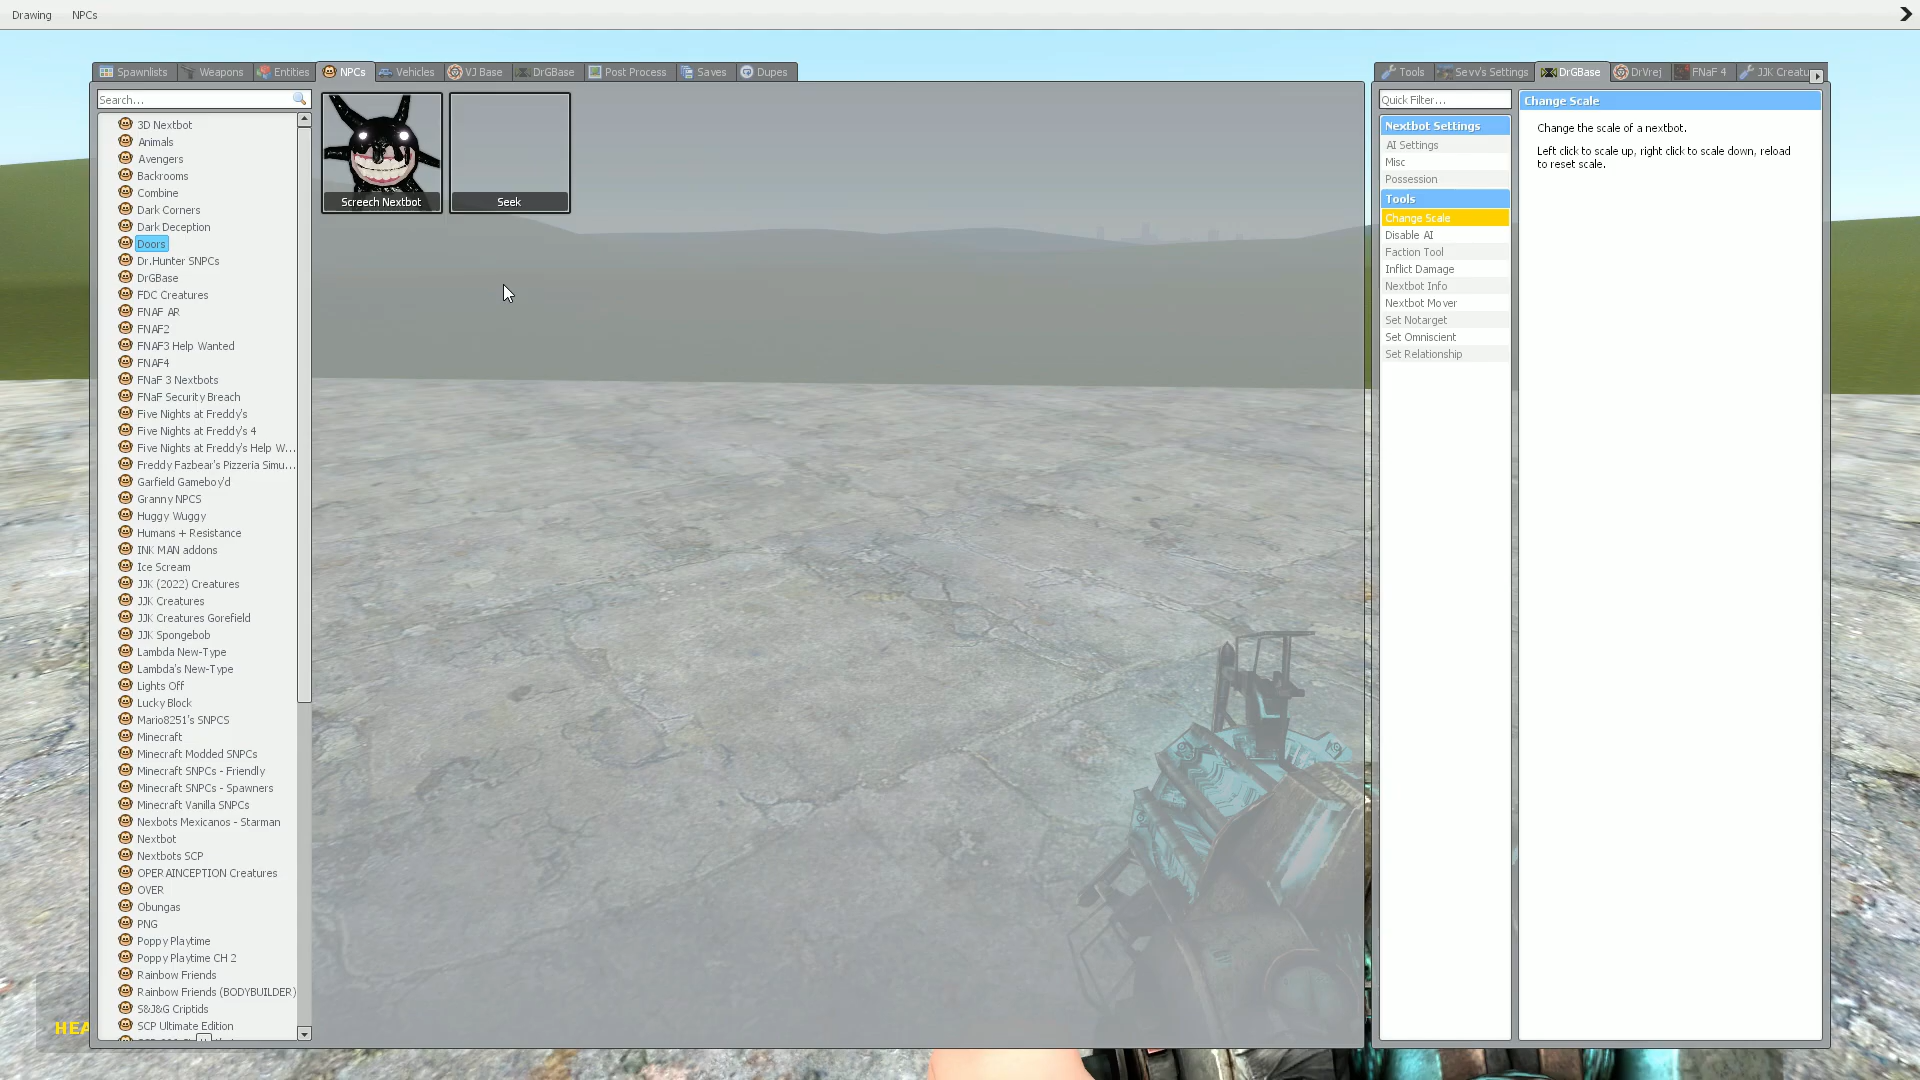 Drawing NPCs
Spawnlists Weapons Entities NPCs Vehicles VJ Base DrGBase Post Process Saves Dupes
Search...
3D Nextbot
Animals
Avengers
Backrooms
Combine
Dark Corners
Dark Deception
Doors
Dr.Hunter SNPCs
DrGBase
FDC Creatures
FNAF AR
FNAF2
FNAF3 Help Wanted
FNAF4
FNaF 3 Nextbots
FNaF Security Breach
Five Nights at Freddy's
Five Nights at Freddy's 4
Five Nights at Freddy's Help W...
Freddy Fazbear's Pizzeria Simu...
Garfield Gameboy'd
Granny NPCS
Huggy Wuggy
Humans + Resistance
INK MAN addons
Ice Scream
JJK (2022) Creatures
JJK Creatures
JJK Creatures Gorefield
JJK Spongebob
Lambda New-Type
Lambda's New-Type
Lights Off
Lucky Block
Mario8251's SNPCS
Minecraft
Minecraft Modded SNPCs
Minecraft SNPCs - Friendly
Minecraft SNPCs - Spawners
Minecraft Vanilla SNPCs
Nexbots Mexicanos - Starman
Nextbot
Nextbots SCP
OPERAINCEPTION Creatures
OVER
Obungas
PNG
Poppy Playtime
Poppy Playtime CH 2
Rainbow Friends
Rainbow Friends (BODYBUILDER)
S&J&G Criptids
SCP Ultimate Edition
Screech Nextbot
Seek
HEA
Tools Sevv's Settings DrGBase DrVrej FNaF 4 JJK Creatu
Quick Filter...
Nextbot Settings
AI Settings
Misc
Possession
Tools
Change Scale
Disable AI
Faction Tool
Inflict Damage
Nextbot Info
Nextbot Mover
Set Notarget
Set Omniscient
Set Relationship
Change Scale
Change the scale of a nextbot.
Left click to scale up, right click to scale down, reload
to reset scale.